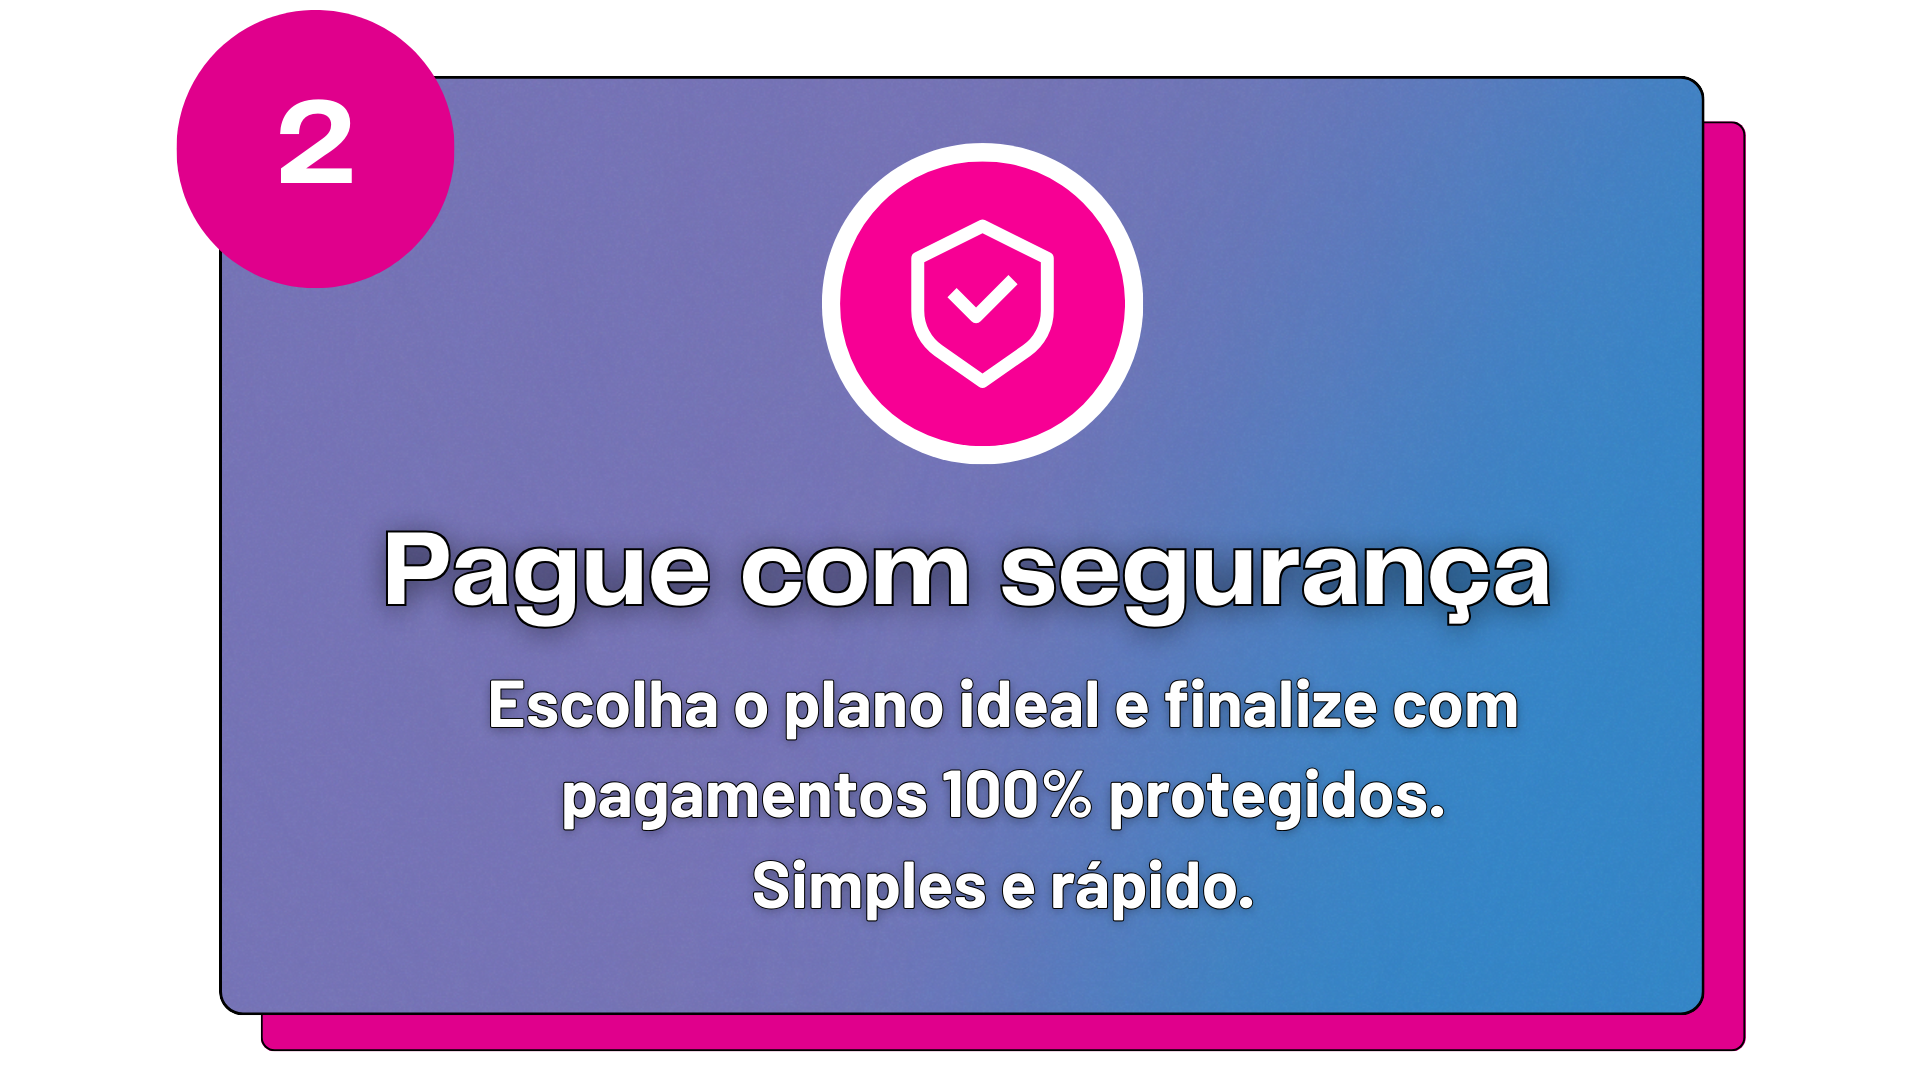 2
Pague com segurança
Escolha o plano ideal e finalize com
pagamentos 100% protegidos.
Simples e rápido.